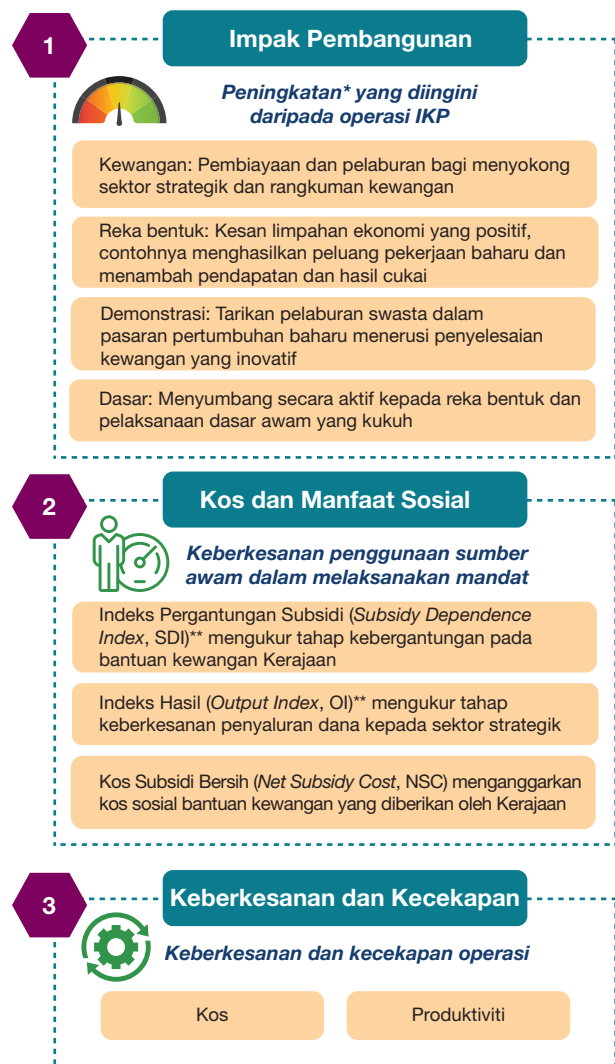 1
Impak Pembangunan
Peningkatan* yang diingini
daripada operasi IKP
Kewangan: Pembiayaan dan pelaburan bagi menyokong
sektor strategik dan rangkuman kewangan
Reka bentuk: Kesan limpahan ekonomi yang positif,
contohnya menghasilkan peluang pekerjaan baharu dan
menambah pendapatan dan hasil cukai
Demonstrasi: Tarikan pelaburan swasta dalam
pasaran pertumbuhan baharu menerusi penyelesaian
kewangan yang inovatif
Dasar: Menyumbang secara aktif kepada reka bentuk dan
pelaksanaan dasar awam yang kukuh
2
Kos dan Manfaat Sosial
Keberkesanan penggunaan sumber
awam dalam melaksanakan mandat
Indeks Pergantungan Subsidi (Subsidy Dependence
Index, SDI)** mengukur tahap kebergantungan pada
bantuan kewangan Kerajaan
Indeks Hasil (Output Index, OI)** mengukur tahap
keberkesanan penyaluran dana kepada sektor strategik
Kos Subsidi Bersih (Net Subsidy Cost, NSC) menganggarkan
kos sosial bantuan kewangan yang diberikan oleh Kerajaan
3
Keberkesanan dan Kecekapan
Keberkesanan dan kecekapan operasi
Kos
Produktiviti